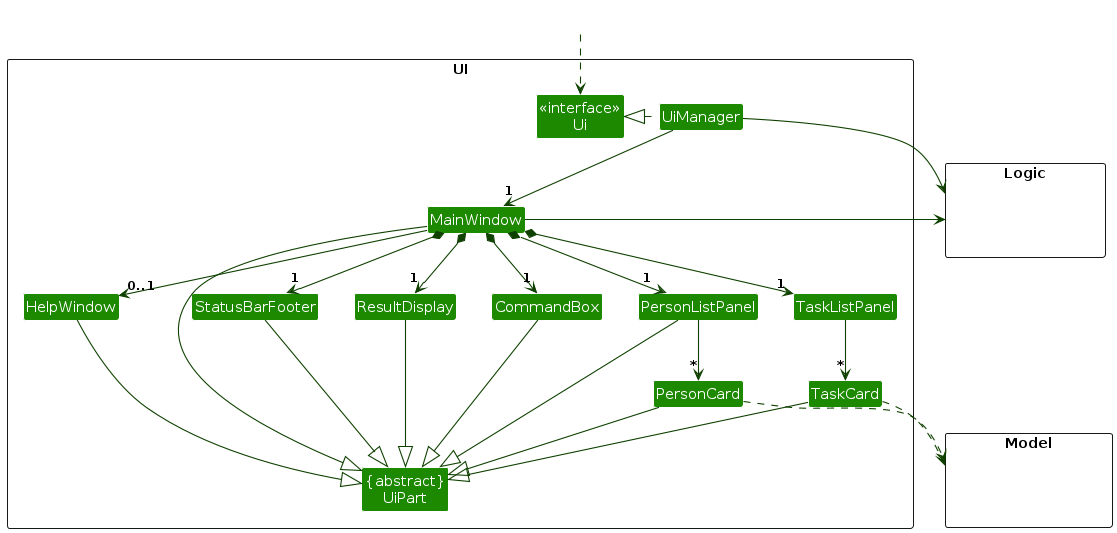 UI
«interface»
Ui
UiManager
Logic
1
MainWindow
0..1
1
1
1
1
1
HelpWindow
StatusBarFooter
ResultDisplay
CommandBox
PersonListPanel
TaskListPanel
*
*
PersonCard
TaskCard
Model
{abstract}
UiPart